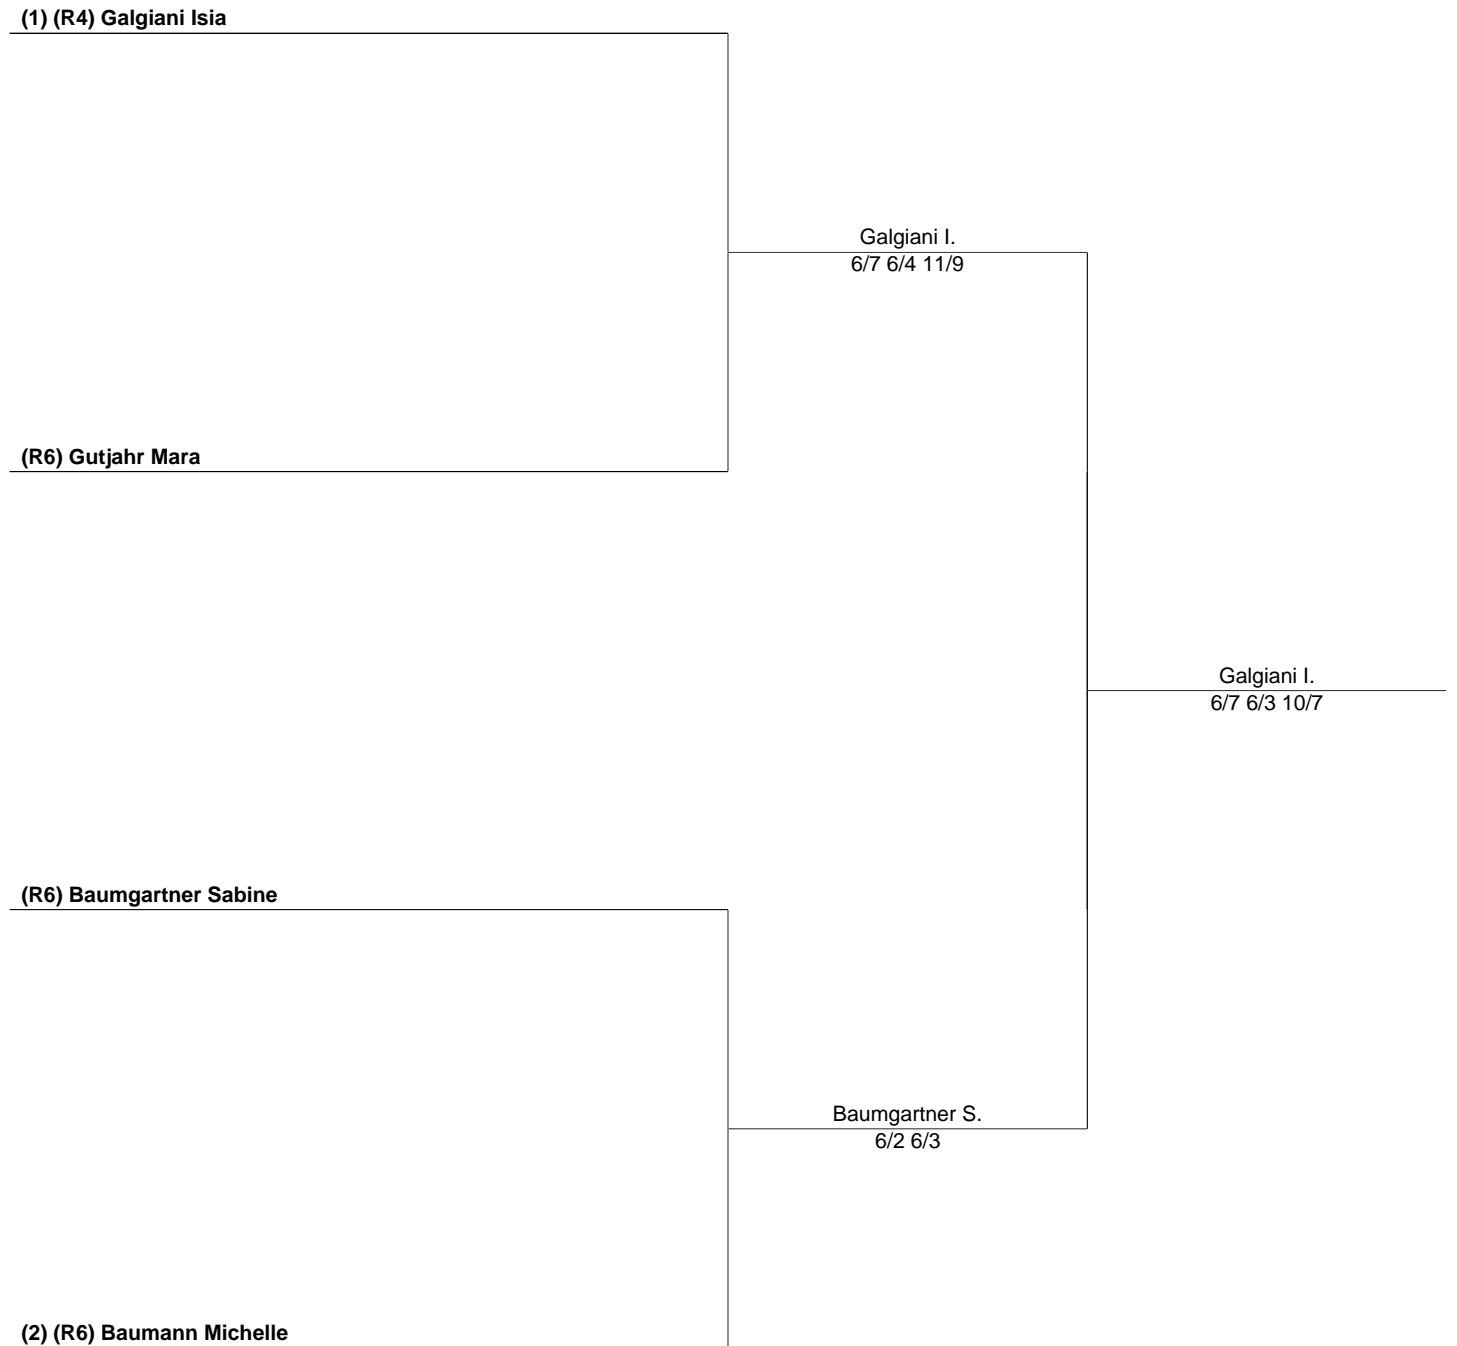 (1) (R4) Galgiani Isia
Galgiani I.
6/7 6/4 11/9
(R6) Gutjahr Mara
Galgiani I.
6/7 6/3 10/7
(R6) Baumgartner Sabine
Baumgartner S.
6/2 6/3
(2) (R6) Baumann Michelle